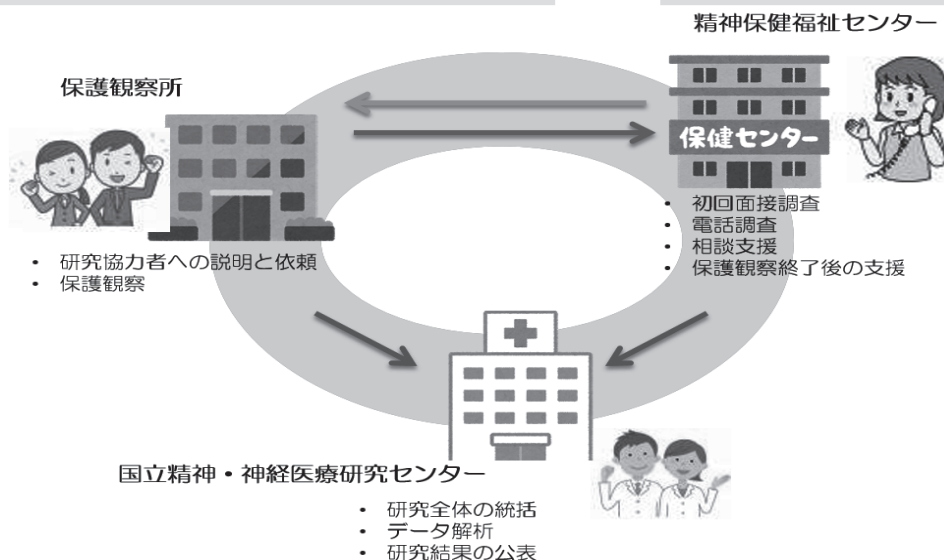 精神保健福祉センター
保護観察所
保健センター
• 初回面接調査
• 電話調査
• 相談支援
• 保護観察終了後の支援
• 研究協力者への説明と依頼
• 保護観察
国立精神・神経医療研究センター
• 研究全体の統括
• データ解析
• 研究結果の公表